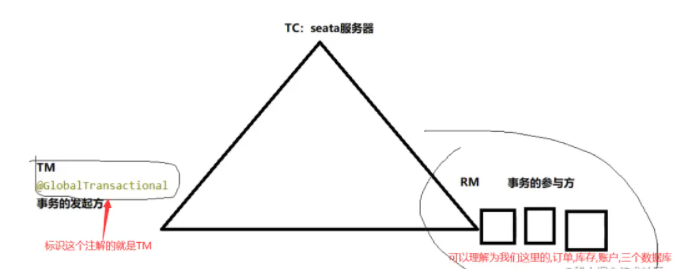 TC：seata服务器
TM
@GlobalTransactional
事务的发起方
标识这个注解的就是TM
RM 事务的参与方
可以理解为我们这里的,订单,库存,账户,三个数据库